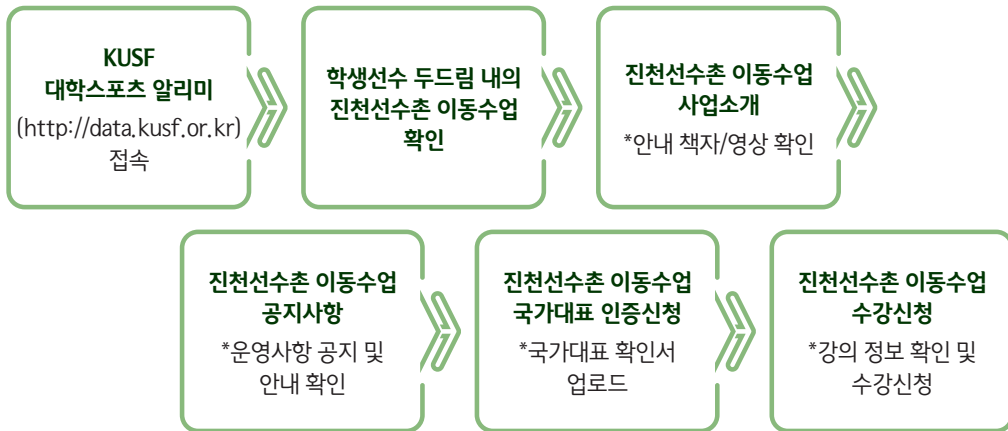 KUSF
대학스포츠 알리미
(http://data.kusf.or.kr)
접속
학생선수 두드림 내의
진천선수촌 이동수업
확인
진천선수촌 이동수업
사업소개
*안내 책자/영상 확인
진천선수촌 이동수업
공지사항
*운영사항 공지 및
안내 확인
진천선수촌 이동수업
국가대표 인증신청
*국가대표 확인서
업로드
진천선수촌 이동수업
수강신청
*강의 정보 확인 및
수강신청